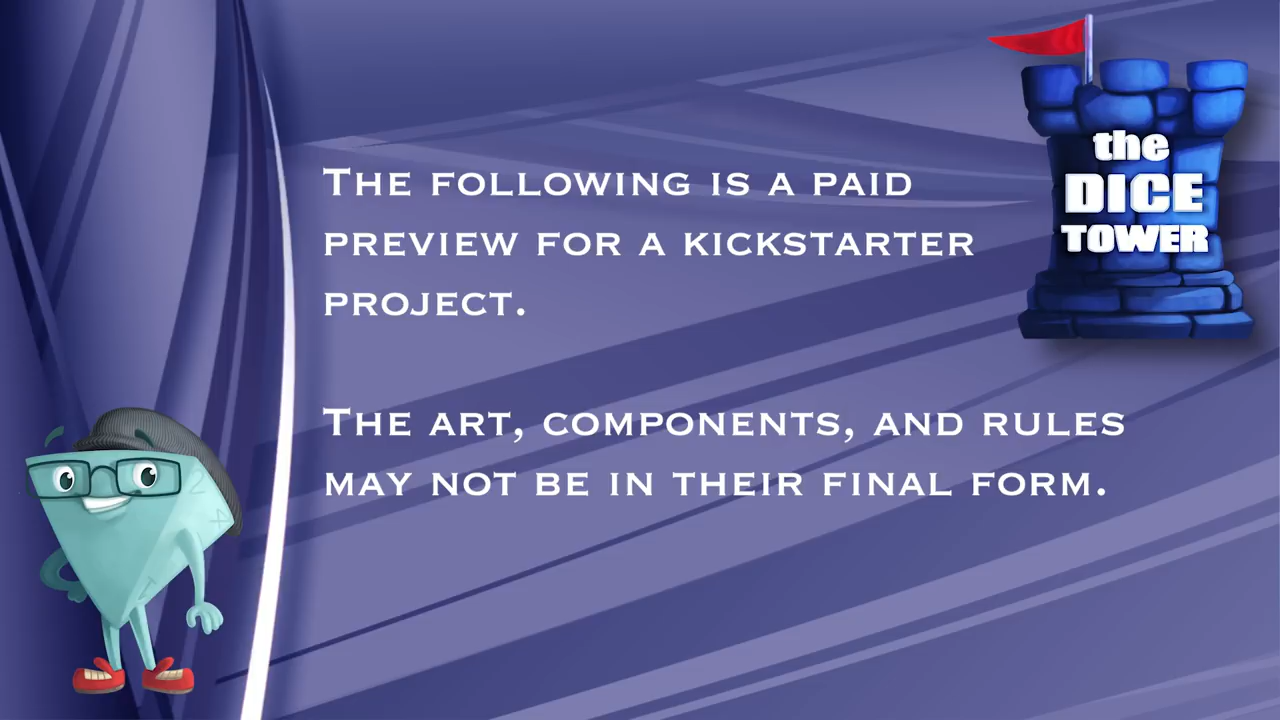 THE FOLLOWING IS A PAID
PREVIEW FOR A KICKSTARTER
PROJECT.
THE ART, COMPONENTS, AND RULES
MAY NOT BE IN THEIR FINAL FORM.
the
DICE
TOWER